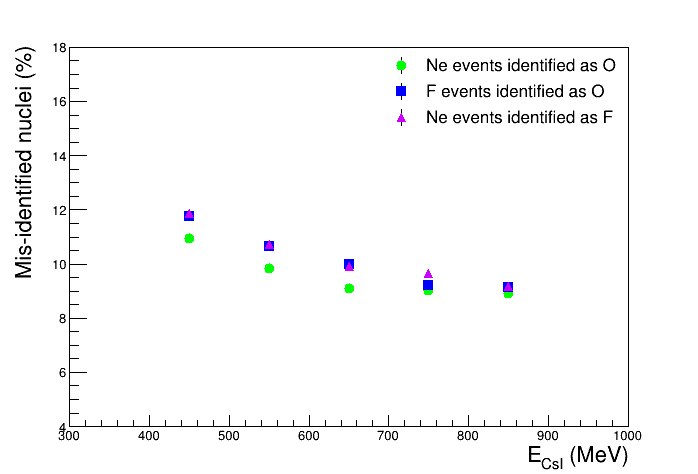 Mis-identified nuclei (%)
18
16
14
12
10
8
6
4
Ne events identified as O
F events identified as O
Ne events identified as F
300 400 500 600 700 800 900 1000
E_CsI (MeV)